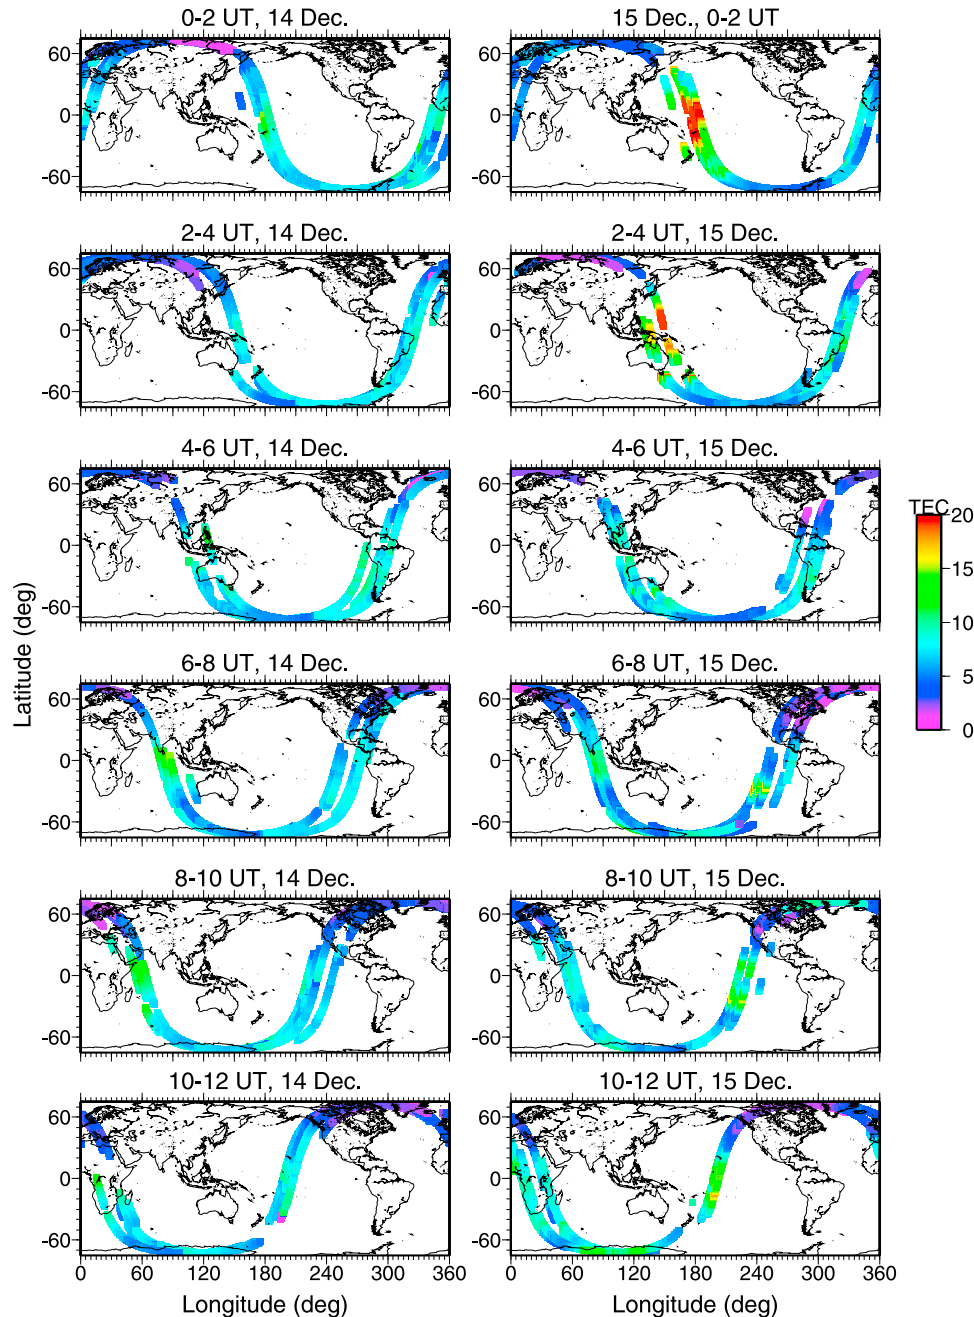 0-2 UT, 14 Dec.
15 Dec., 0-2 UT
60
0
-60
60
0
-60
2-4 UT, 14 Dec.
2-4 UT, 15 Dec.
60
0
-60
60
0
-60
4-6 UT, 14 Dec.
4-6 UT, 15 Dec.
60
0
-60
60
0
-60
TEC
20
15
10
5
0
Latitude (deg)
6-8 UT, 14 Dec.
6-8 UT, 15 Dec.
60
0
-60
60
0
-60
8-10 UT, 14 Dec.
8-10 UT, 15 Dec.
60
0
-60
60
0
-60
10-12 UT, 14 Dec.
10-12 UT, 15 Dec.
60
0
-60
60
0
-60
0 60 120 180 240 300 360
0 60 120 180 240 300 360
Longitude (deg)
Longitude (deg)